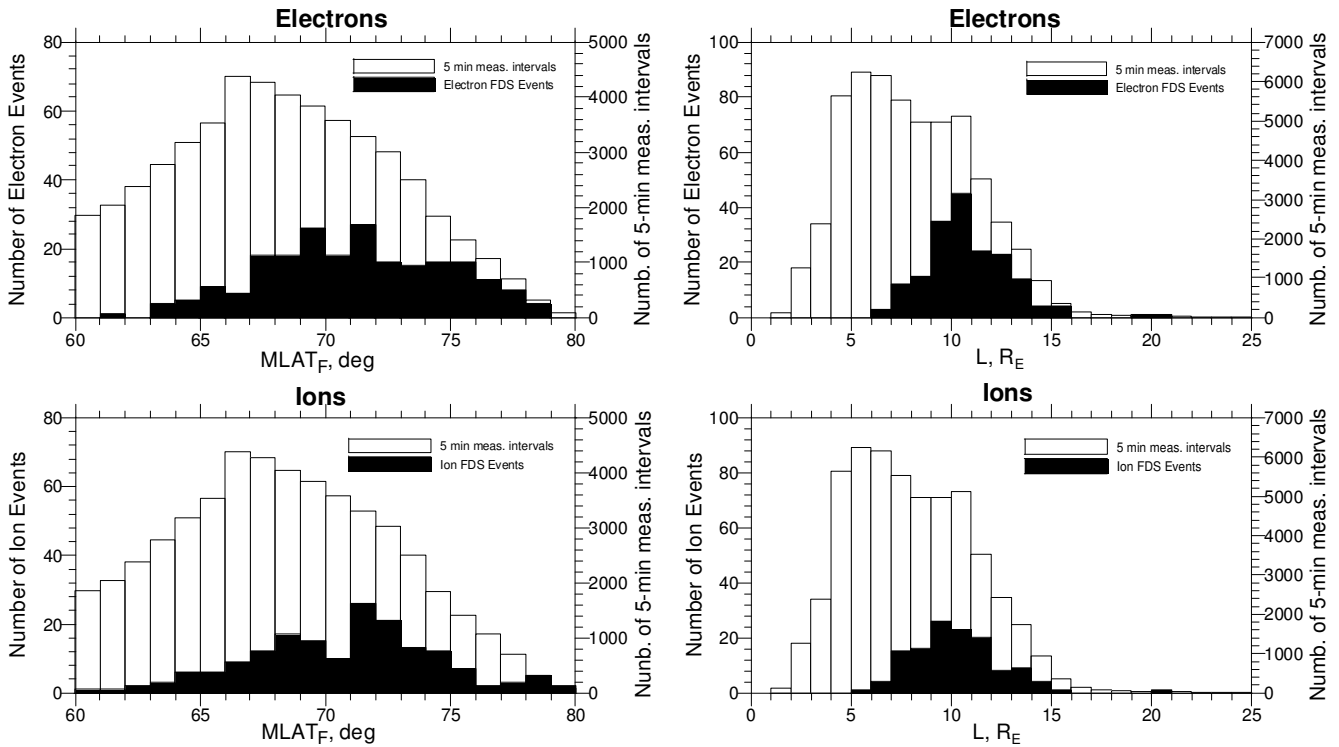 Electrons
80
60
40
20
0
5000
4000
3000
2000
1000
0
5 min meas. intervals
Electron FDS Events
Number of Electron Events
Numb. of 5-min meas. intervals
60 65 70 75 80
MLATF, deg
Electrons
100
80
60
40
20
0
7000
6000
5000
4000
3000
2000
1000
0
5 min meas. intervals
Electron FDS Events
Number of Electron Events
Numb. of 5-min meas. intervals
0 5 10 15 20 25
L, RE
Ions
80
60
40
20
0
5000
4000
3000
2000
1000
0
5 min meas. intervals
Ion FDS Events
Number of Ion Events
Nunb. of 5-min meas. intervals
60 65 70 75 80
MLATF, deg
Ions
100
80
60
40
20
0
7000
6000
5000
4000
3000
2000
1000
0
5 min meas. intervals
Ion FDS Events
Number of Ion Events
Numb. of 5-min meas. intervals
0 5 10 15 20 25
L, RE